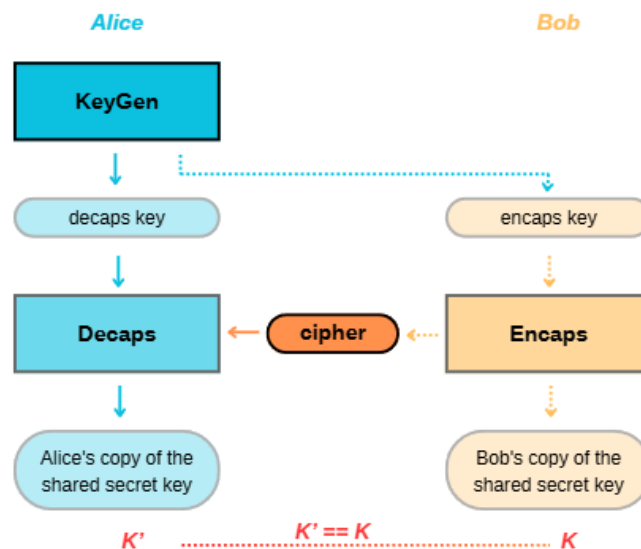 Alice
Bob
KeyGen
decaps key
encaps key
Decaps
cipher
Encaps
Alice's copy of the
shared secret key
Bob's copy of the
shared secret key
K'
K' == K
K